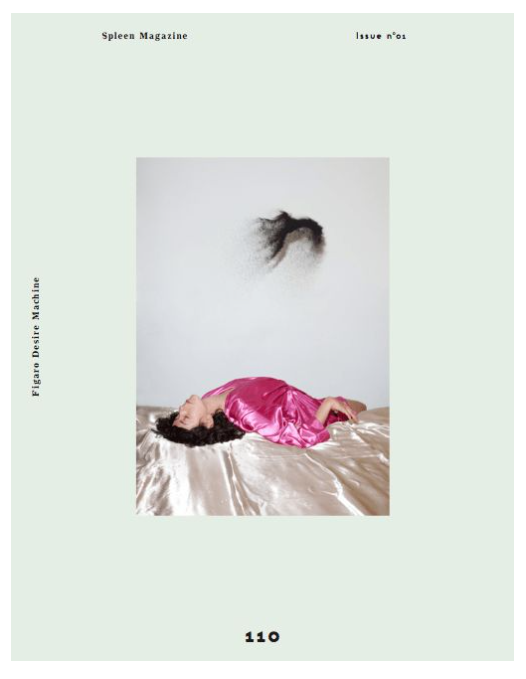 Spleen Magazine
Issue n°01
Figaro Desire Machine
110